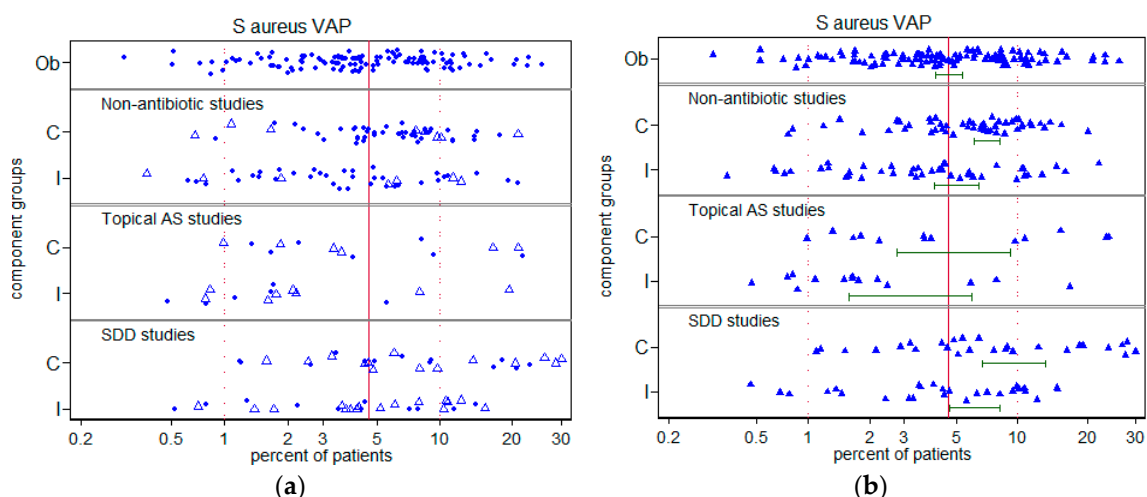 S aureus VAP
component groups
Ob
Non-antibiotic studies
C
I
Topical AS studies
C
I
SDD studies
C
I
0.2 0.5 1 2 3 5 10 20 30
percent of patients
(a)
S aureus VAP
component groups
Ob
Non-antibiotic studies
C
I
Topical AS studies
C
I
SDD studies
C
I
0.2 0.5 1 2 3 5 10 20 30
percent of patients
(b)